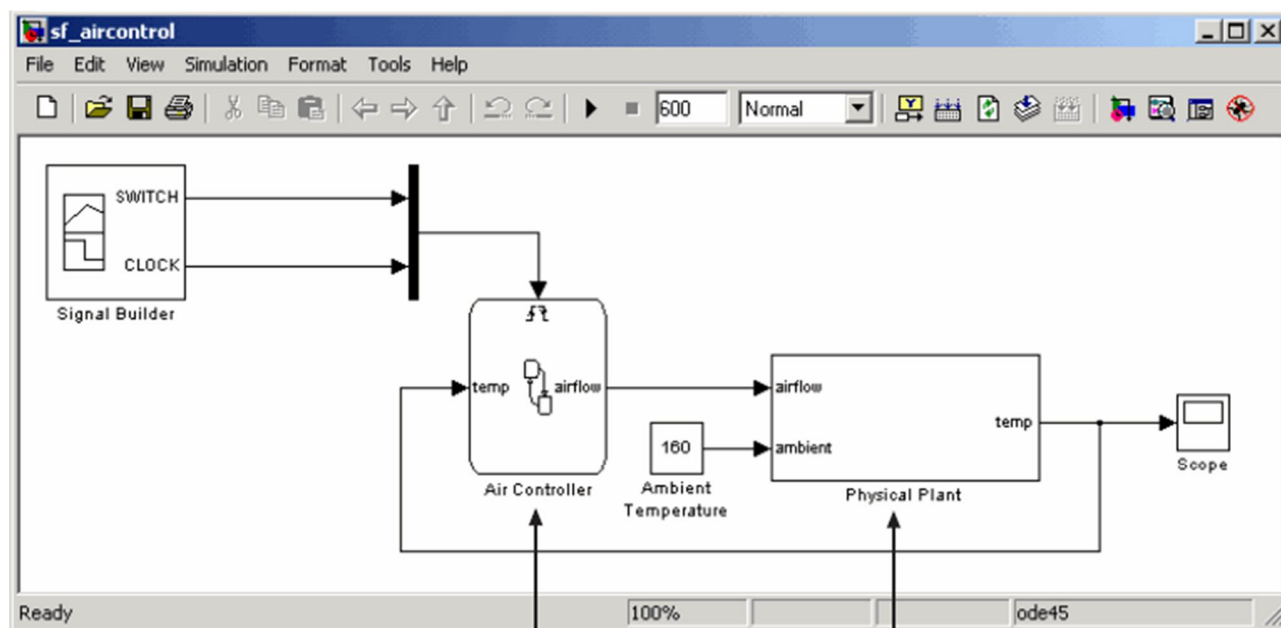 sf_aircontrol
File Edit View Simulation Format Tools Help
600 Normal
SWITCH
CLOCK
Signal Builder
temp airflow
Air Controller
160
Ambient
Temperature
airflow
ambient
temp
Physical Plant
Scope
Ready 100% ode45